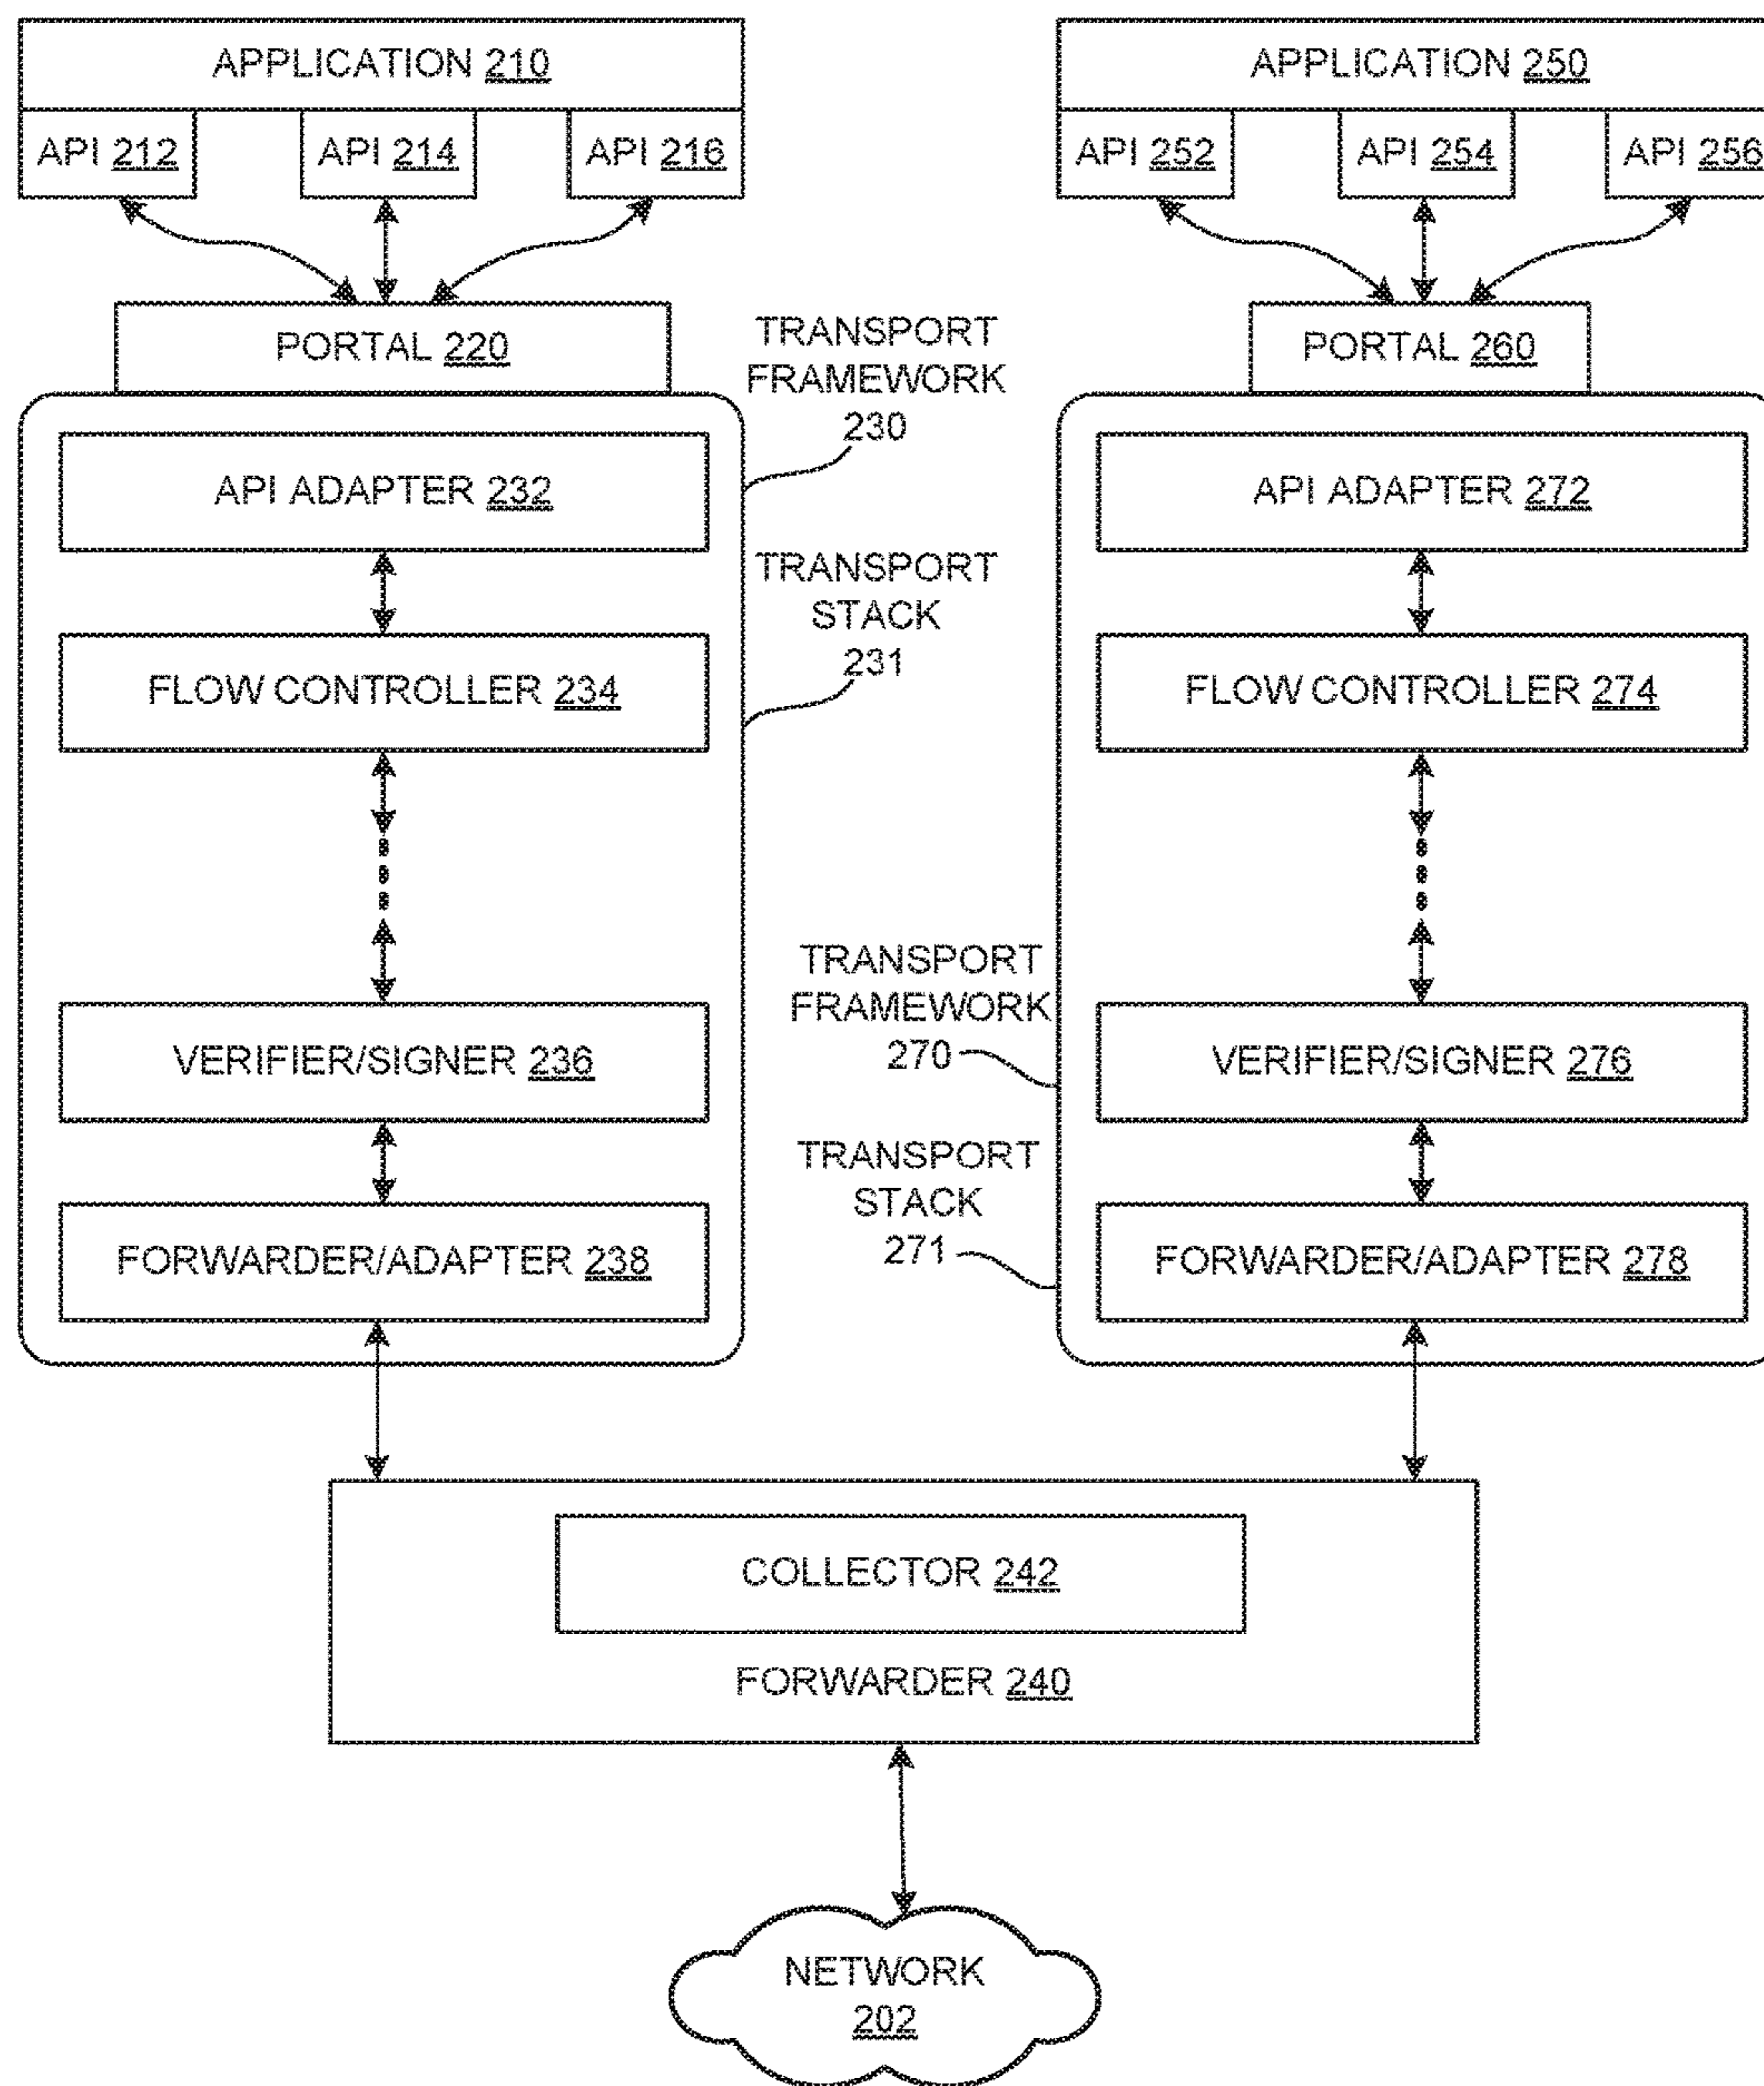 APPLICATION 210
API 212
API 214
API 216
PORTAL 220
TRANSPORT
FRAMEWORK
230
API ADAPTER 232
TRANSPORT
STACK
231
FLOW CONTROLLER 234
VERIFIER/SIGNER 236
FORWARDER/ADAPTER 238
APPLICATION 250
API 252
API 254
API 256
PORTAL 260
API ADAPTER 272
FLOW CONTROLLER 274
TRANSPORT
FRAMEWORK
270
VERIFIER/SIGNER 276
TRANSPORT
STACK
271
FORWARDER/ADAPTER 278
COLLECTOR 242
FORWARDER 240
NETWORK
202